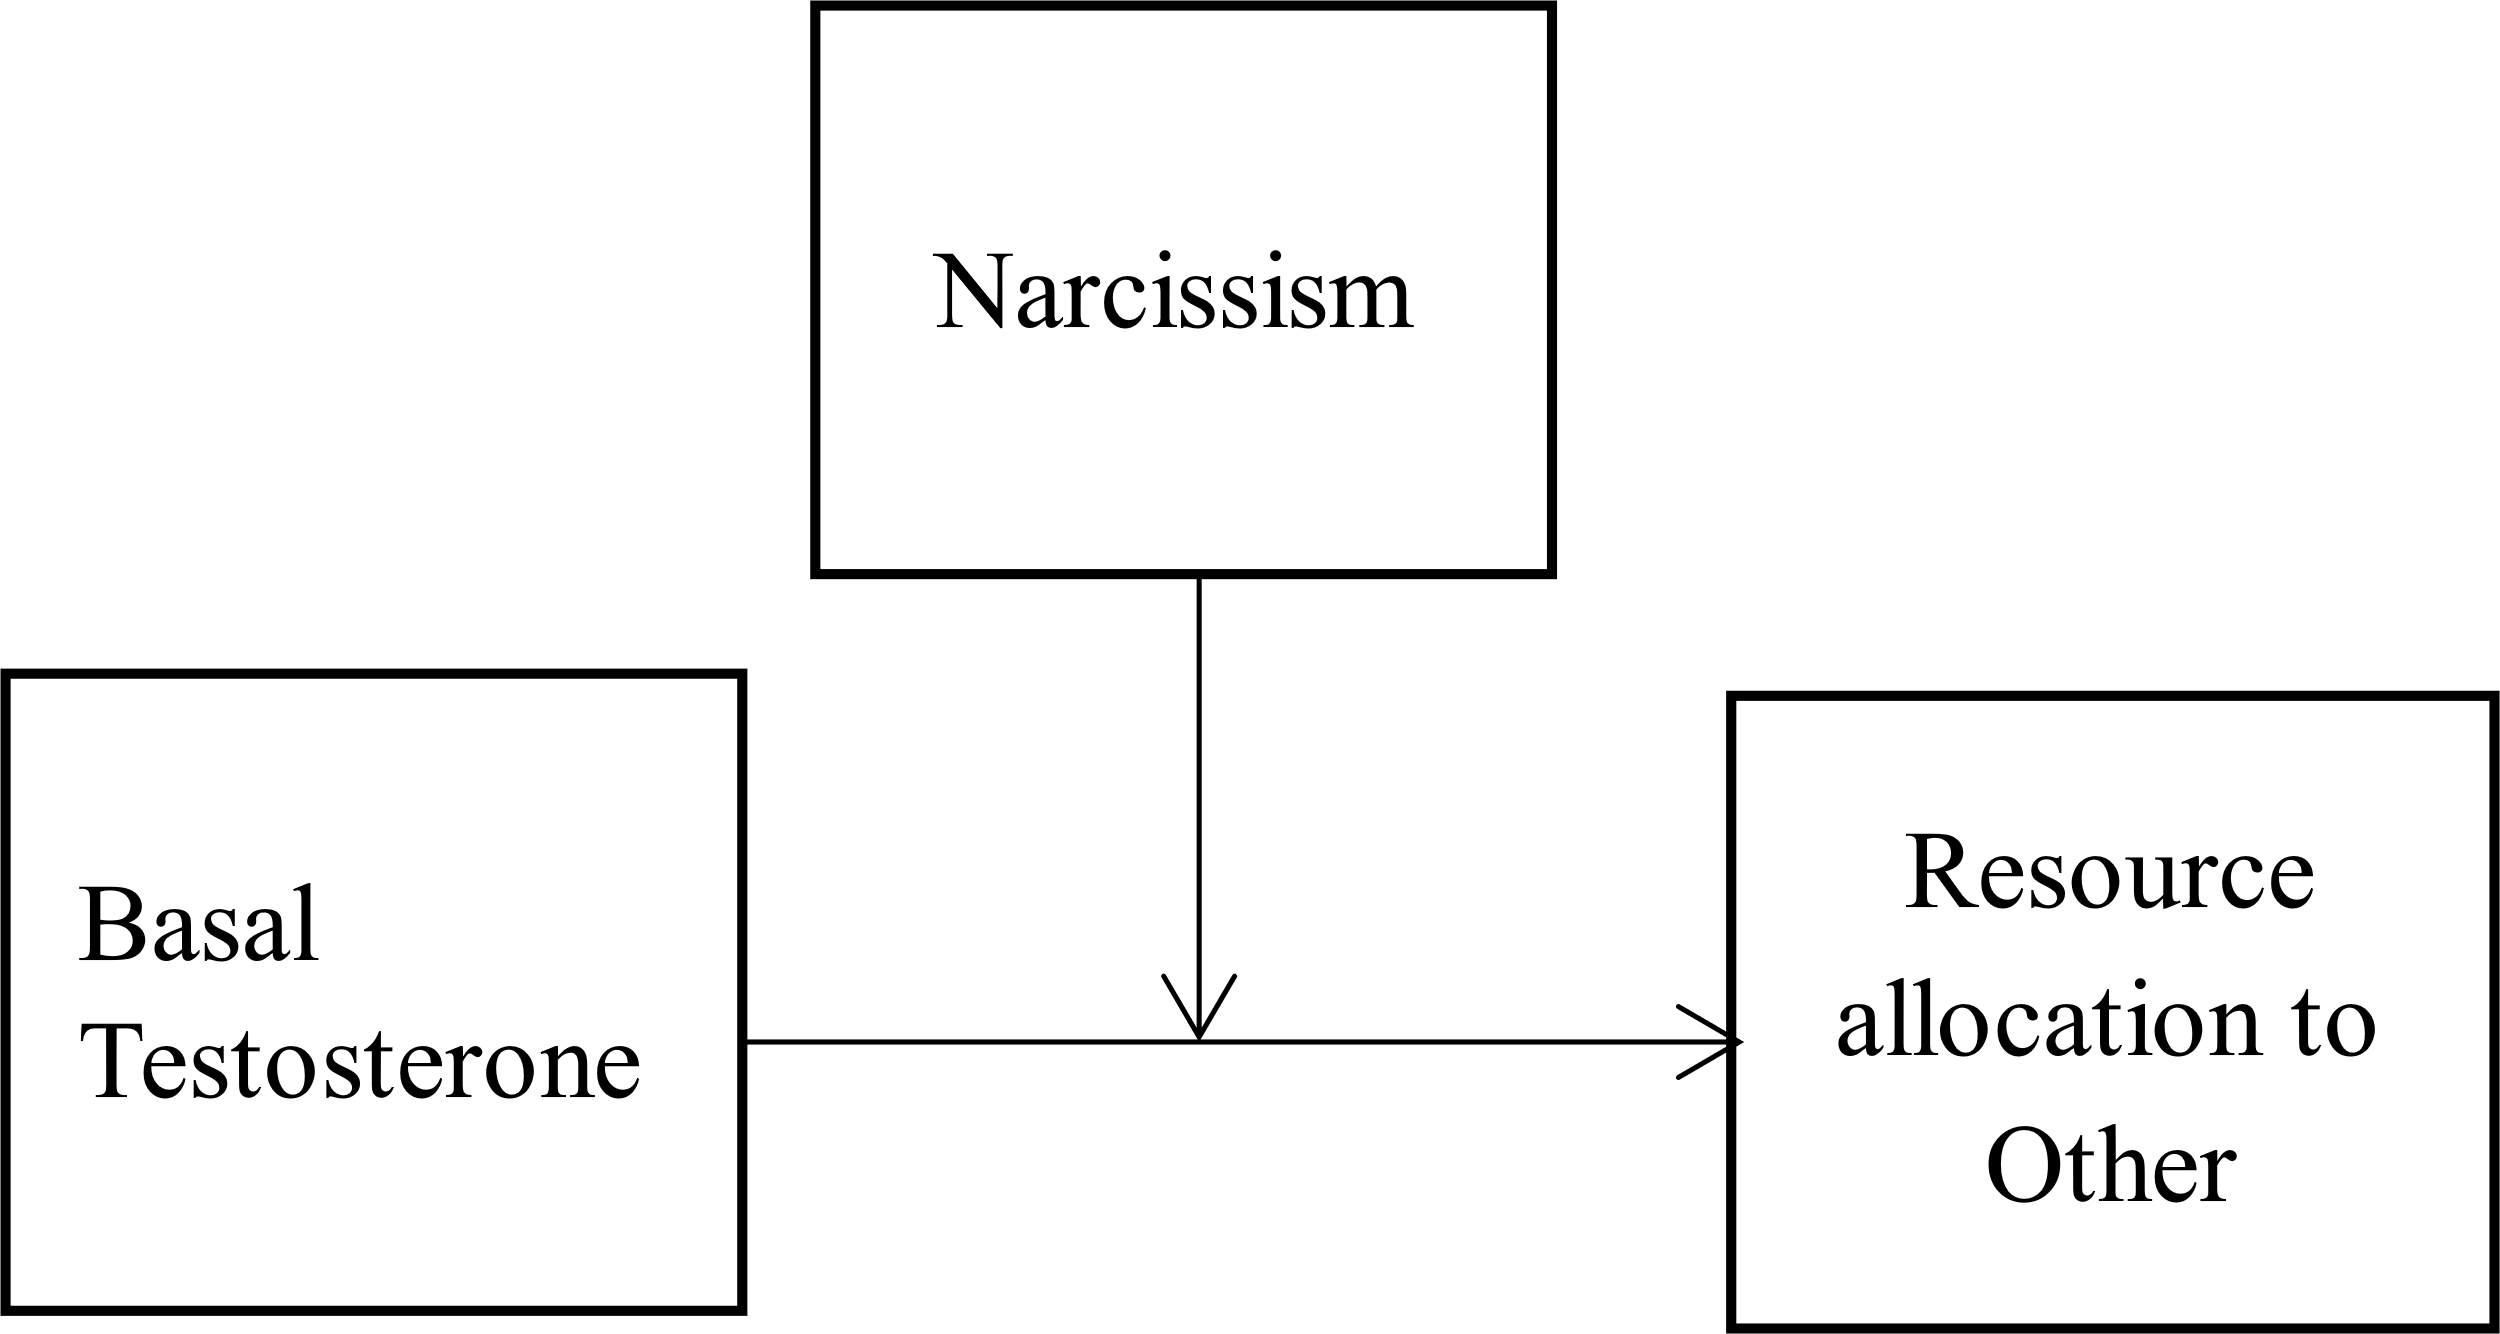 Narcissism
Basal
Testosterone
Resource
allocation to
Other